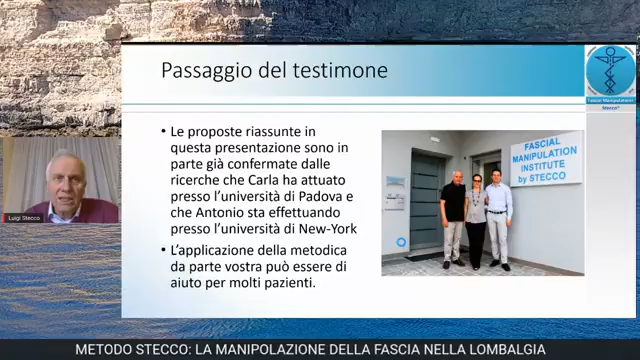 Passaggio del testimone
Fascial Manipulation®
Stecco®
• Le proposte riassunte in
questa presentazione sono in
parte già confermate dalle
ricerche che Carla ha attuato
presso l’università di Padova e
che Antonio sta effettuando
presso l’università di New-York
• L’applicazione della metodica
da parte vostra può essere di
aiuto per molti pazienti.
FASCIAL
MANIPULATION
INSTITUTE
by STECCO
Luigi Stecco
METODO STECCO: LA MANIPOLAZIONE DELLA FASCIA NELLA LOMBALGIA